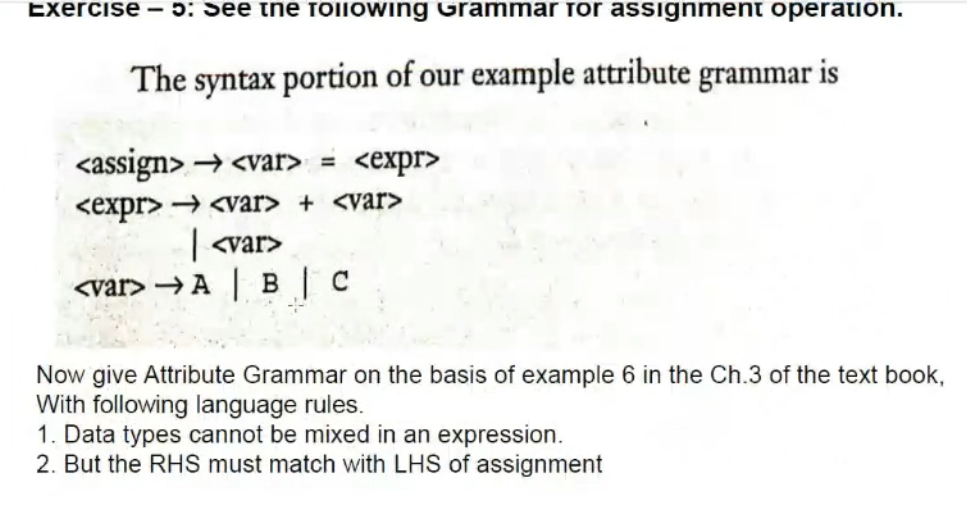 Exercise – 5: See the following Grammar for assignment operation.
The syntax portion of our example attribute grammar is
<assign> → <var> = <expr>
<expr> → <var> + <var>
| <var>
<var> → A | B | C
Now give Attribute Grammar on the basis of example 6 in the Ch.3 of the text book,
With following language rules.
1. Data types cannot be mixed in an expression.
2. But the RHS must match with LHS of assignment